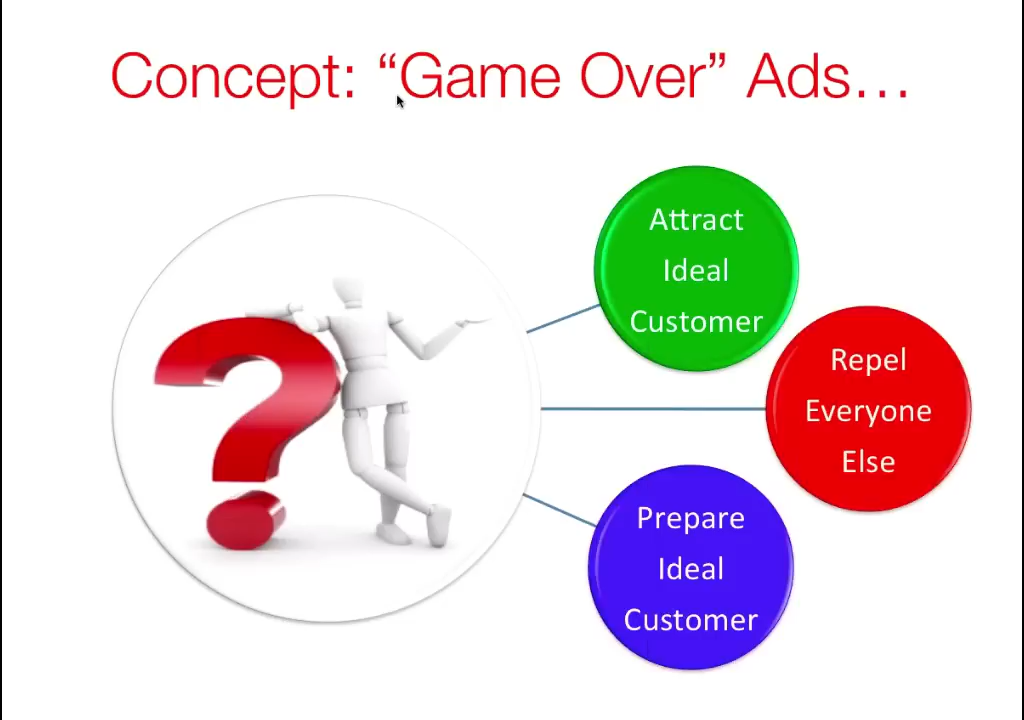 Concept: “Game Over” Ads…
Attract
Ideal
Customer
Repel
Everyone
Else
Prepare
Ideal
Customer